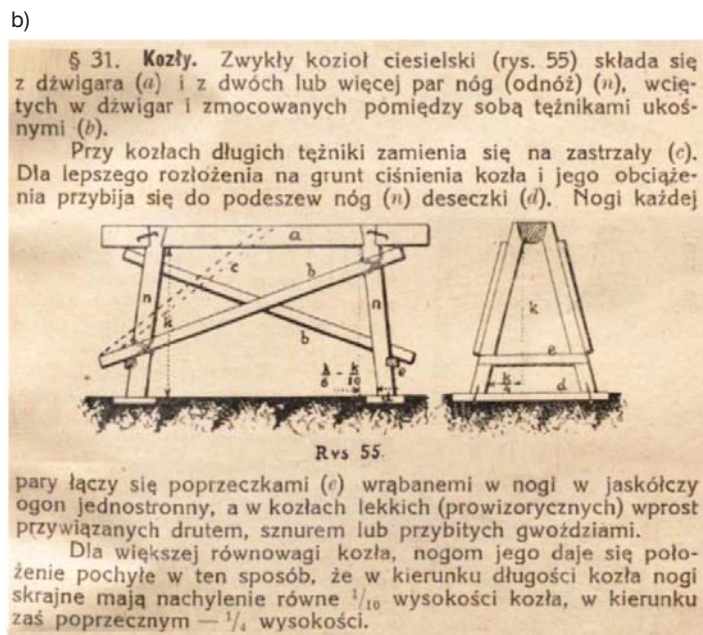 b)
§ 31. Kozły. Zwykły kozioł ciesielski (rys. 55) składa się
z dźwigara (a) i z dwóch lub więcej par nóg (odnóż) (n), wcię-
tych w dźwigar i zmocowanych pomiędzy sobą tężnikami ukoś-
nymi (b).
Przy kozłach długich tężniki zamienia się na zastrzały (c).
Dla lepszego rozłożenia na grunt ciśnienia kozła i jego obciąże-
nia przybija się do podeszew nóg (n) deseczki (d). Nogi każdej
a
c
b
n
k
n
b
k/6 - k/10
e
d
k
e
k/4
d
Rys 55.
pary łączy się poprzeczkami (e) wrąbanemi w nogi w jaskółczy
ogon jednostronny, a w kozłach lekkich (prowizorycznych) wprost
przywiązanych drutem, sznurem lub przybitych gwoździami.
Dla większej równowagi kozła, nogom jego daje się poło-
żenie pochyłe w ten sposób, że w kierunku długości kozła nogi
skrajne mają nachylenie równe 1/10 wysokości kozła, w kierunku
zaś poprzecznym — 1/4 wysokości.